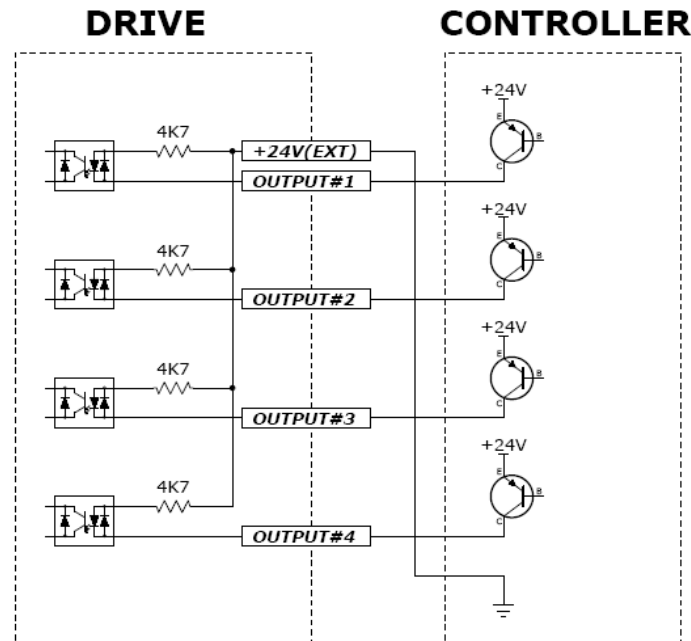 DRIVE
CONTROLLER
+24V
E
B
C
4K7
+24V(EXT)
OUTPUT#1
+24V
E
B
C
4K7
OUTPUT#2
+24V
E
B
C
4K7
OUTPUT#3
+24V
E
B
C
4K7
OUTPUT#4